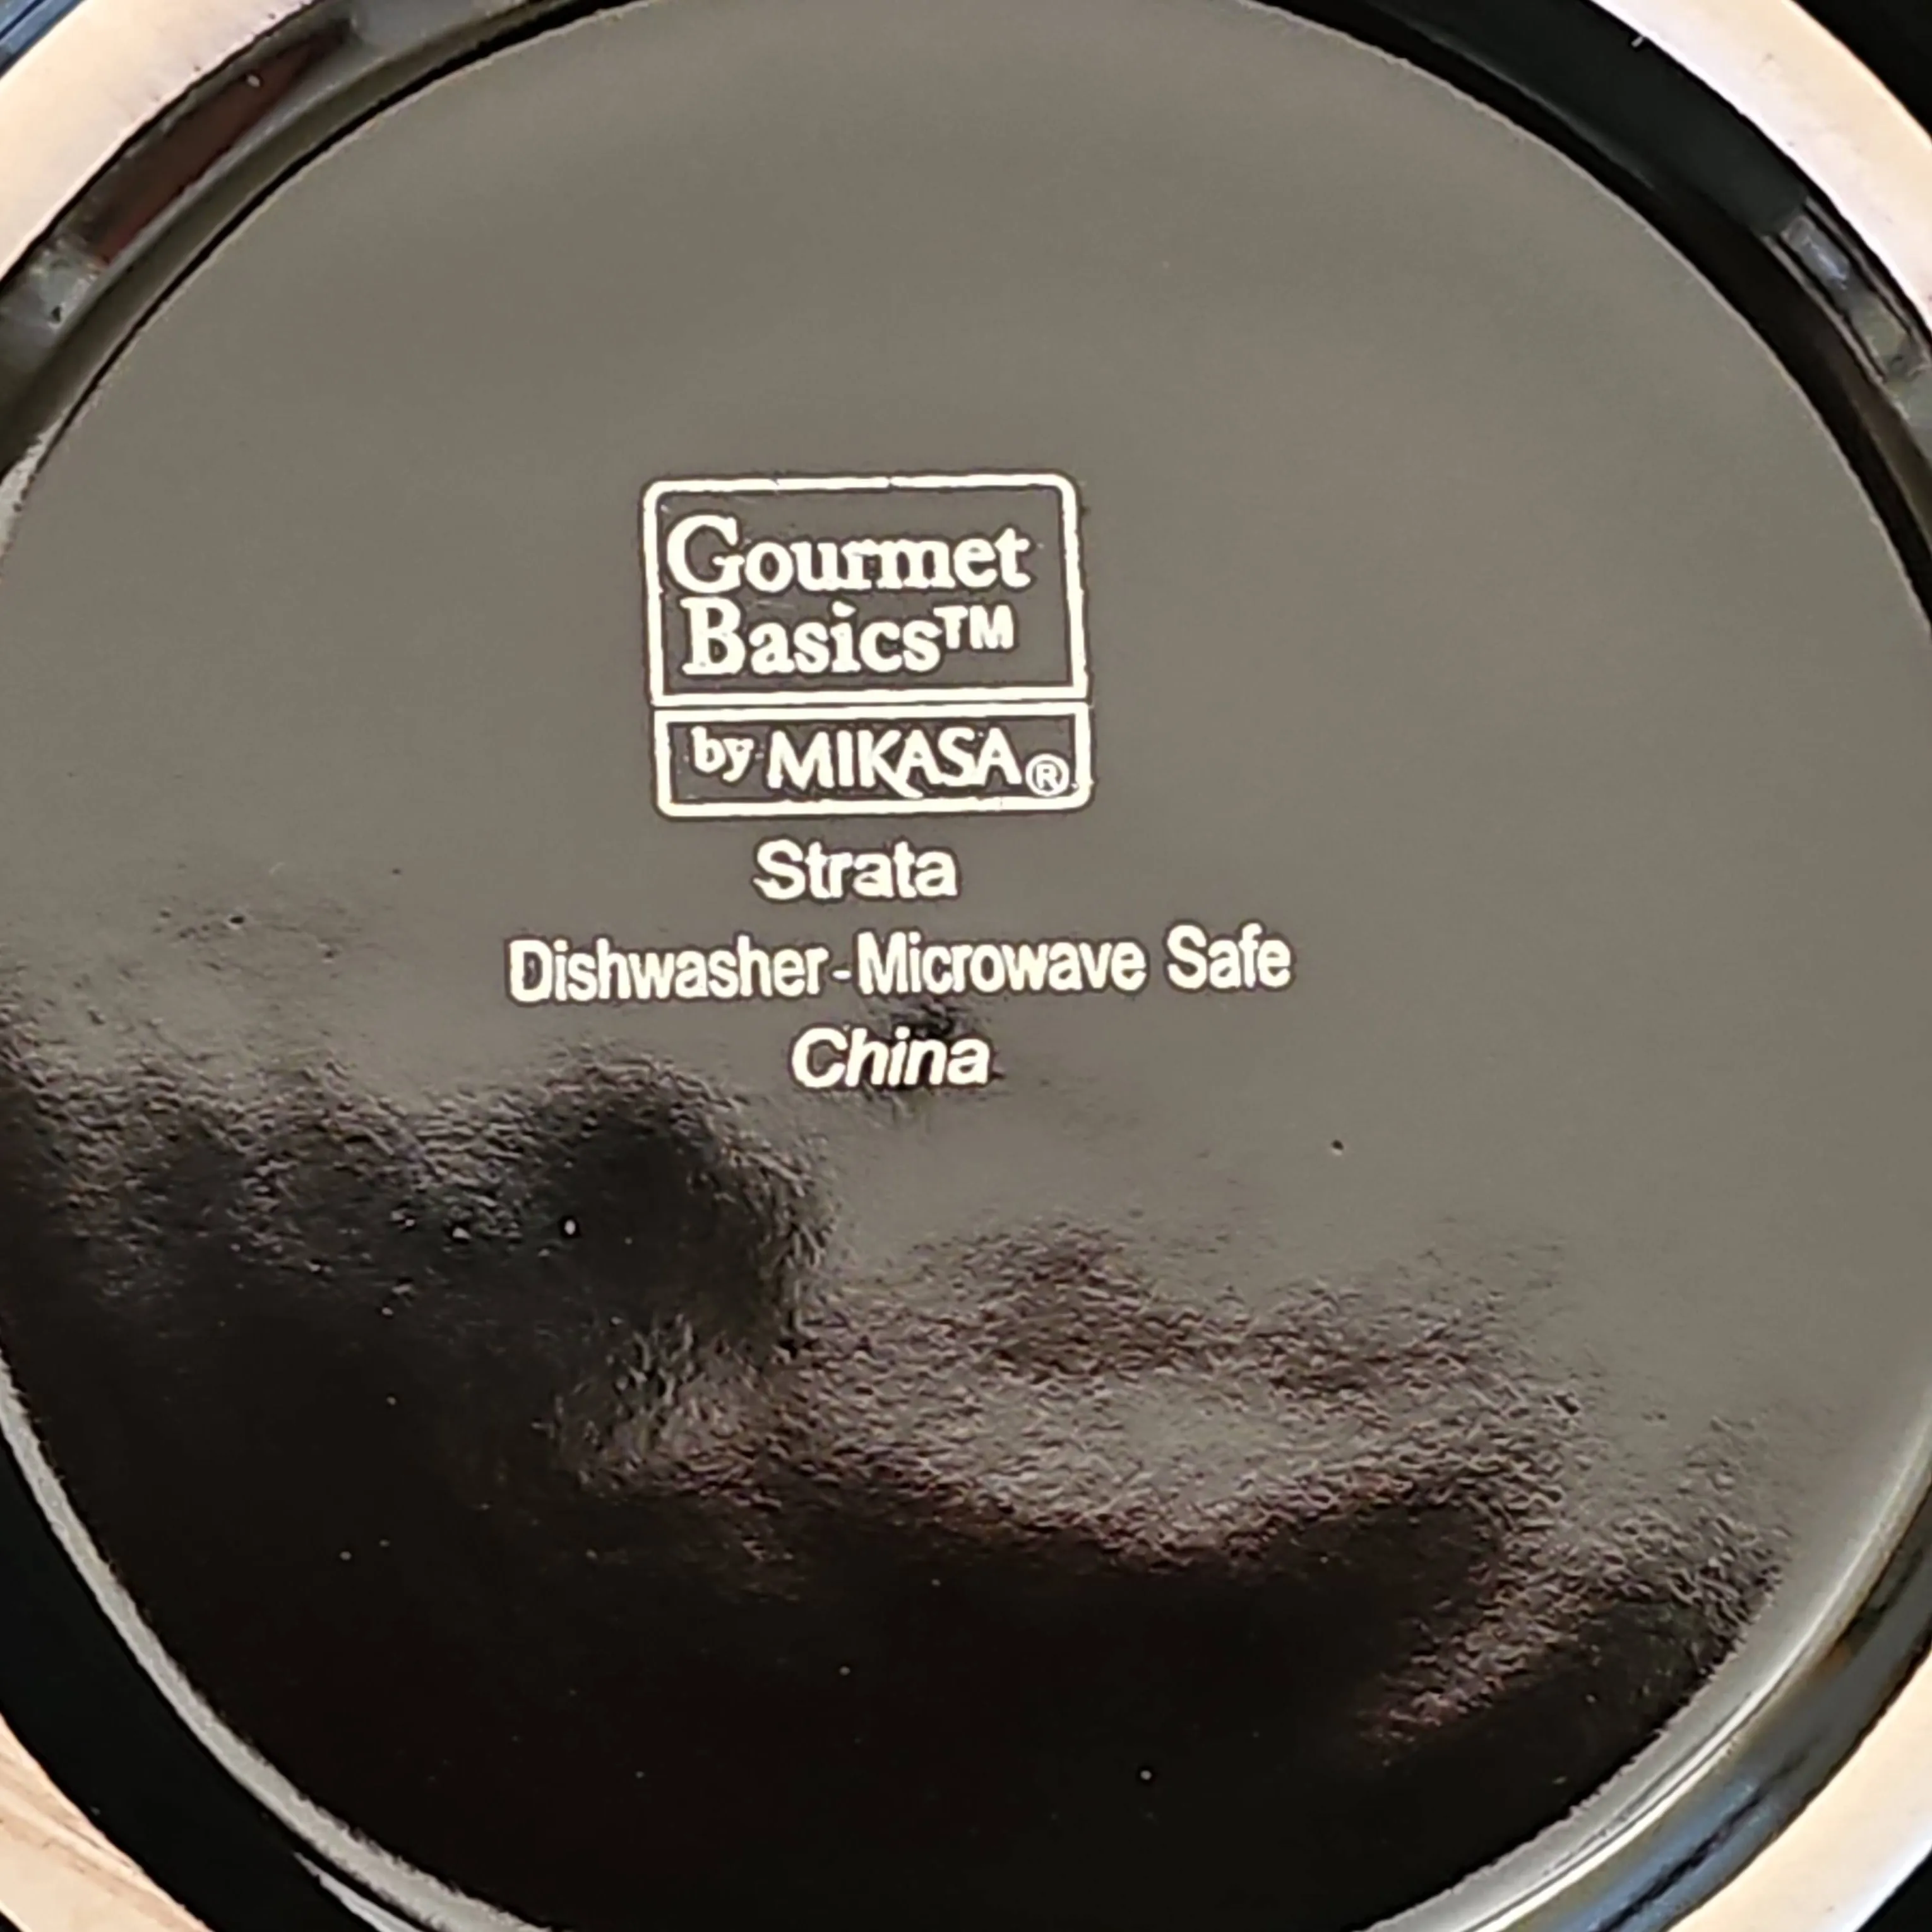 Gourmet
Basics™
by MIKASA®
Strata
Dishwasher-Microwave Safe
China